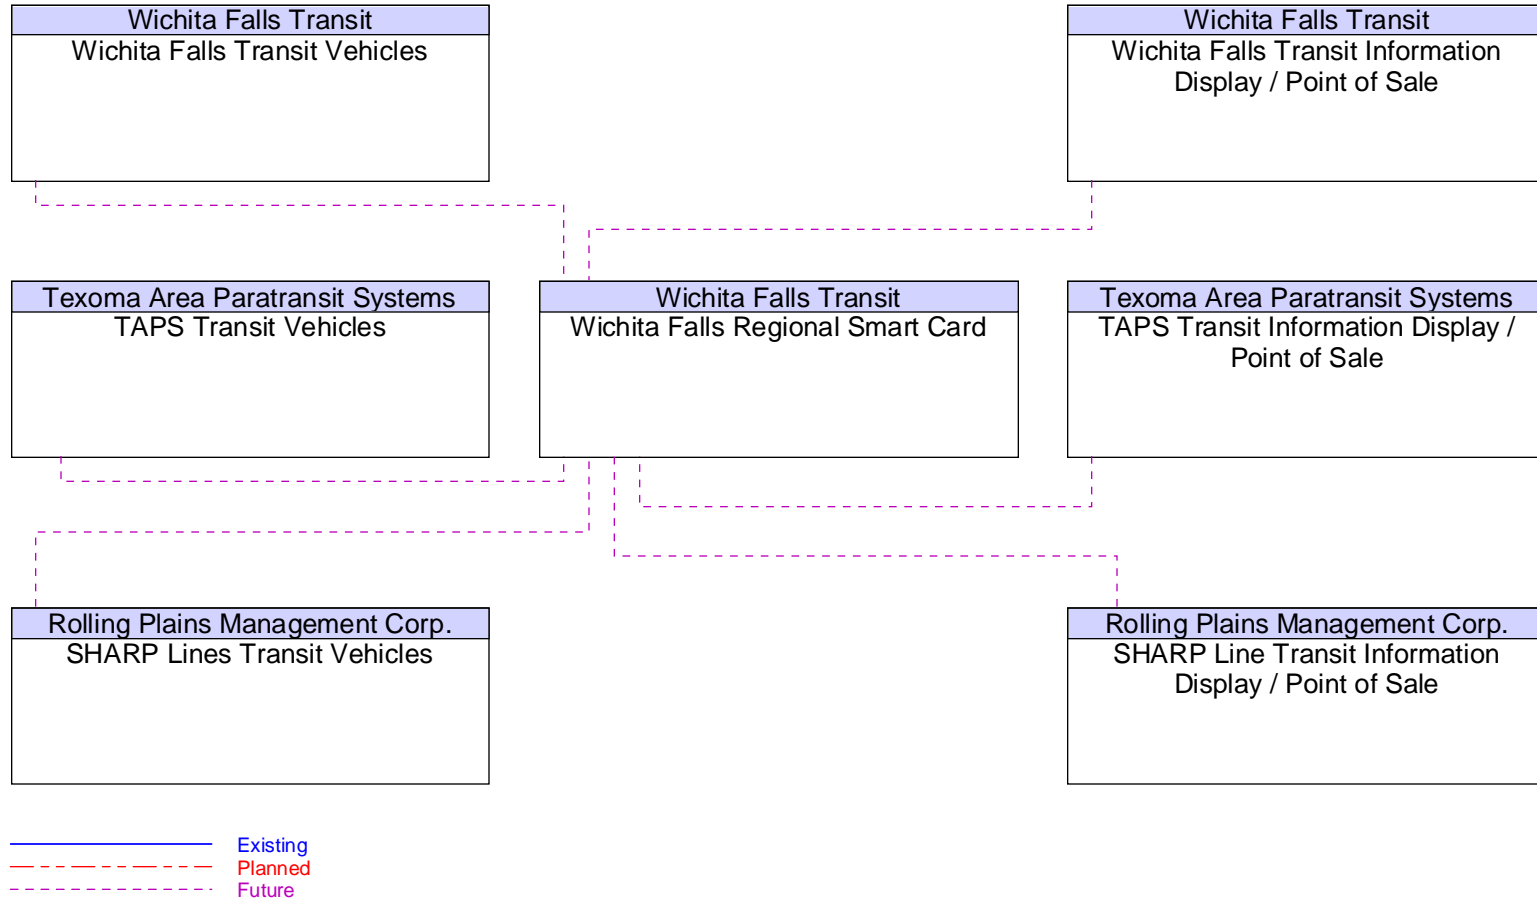 Wichita Falls Transit
Wichita Falls Transit Vehicles
Wichita Falls Transit
Wichita Falls Transit Information
Display / Point of Sale
Texoma Area Paratransit Systems
TAPS Transit Vehicles
Wichita Falls Transit
Wichita Falls Regional Smart Card
Texoma Area Paratransit Systems
TAPS Transit Information Display /
Point of Sale
Rolling Plains Management Corp.
SHARP Lines Transit Vehicles
Rolling Plains Management Corp.
SHARP Line Transit Information
Display / Point of Sale
Existing
Planned
Future